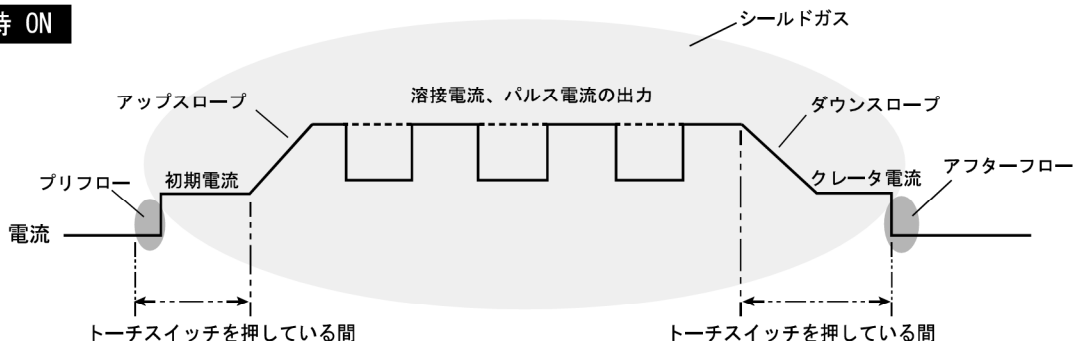 時 ON
シールドガス
アップスロープ
溶接電流、パルス電流の出力
ダウンスロープ
プリフロー
初期電流
クレータ電流
アフターフロー
電流
トーチスイッチを押している間
トーチスイッチを押している間